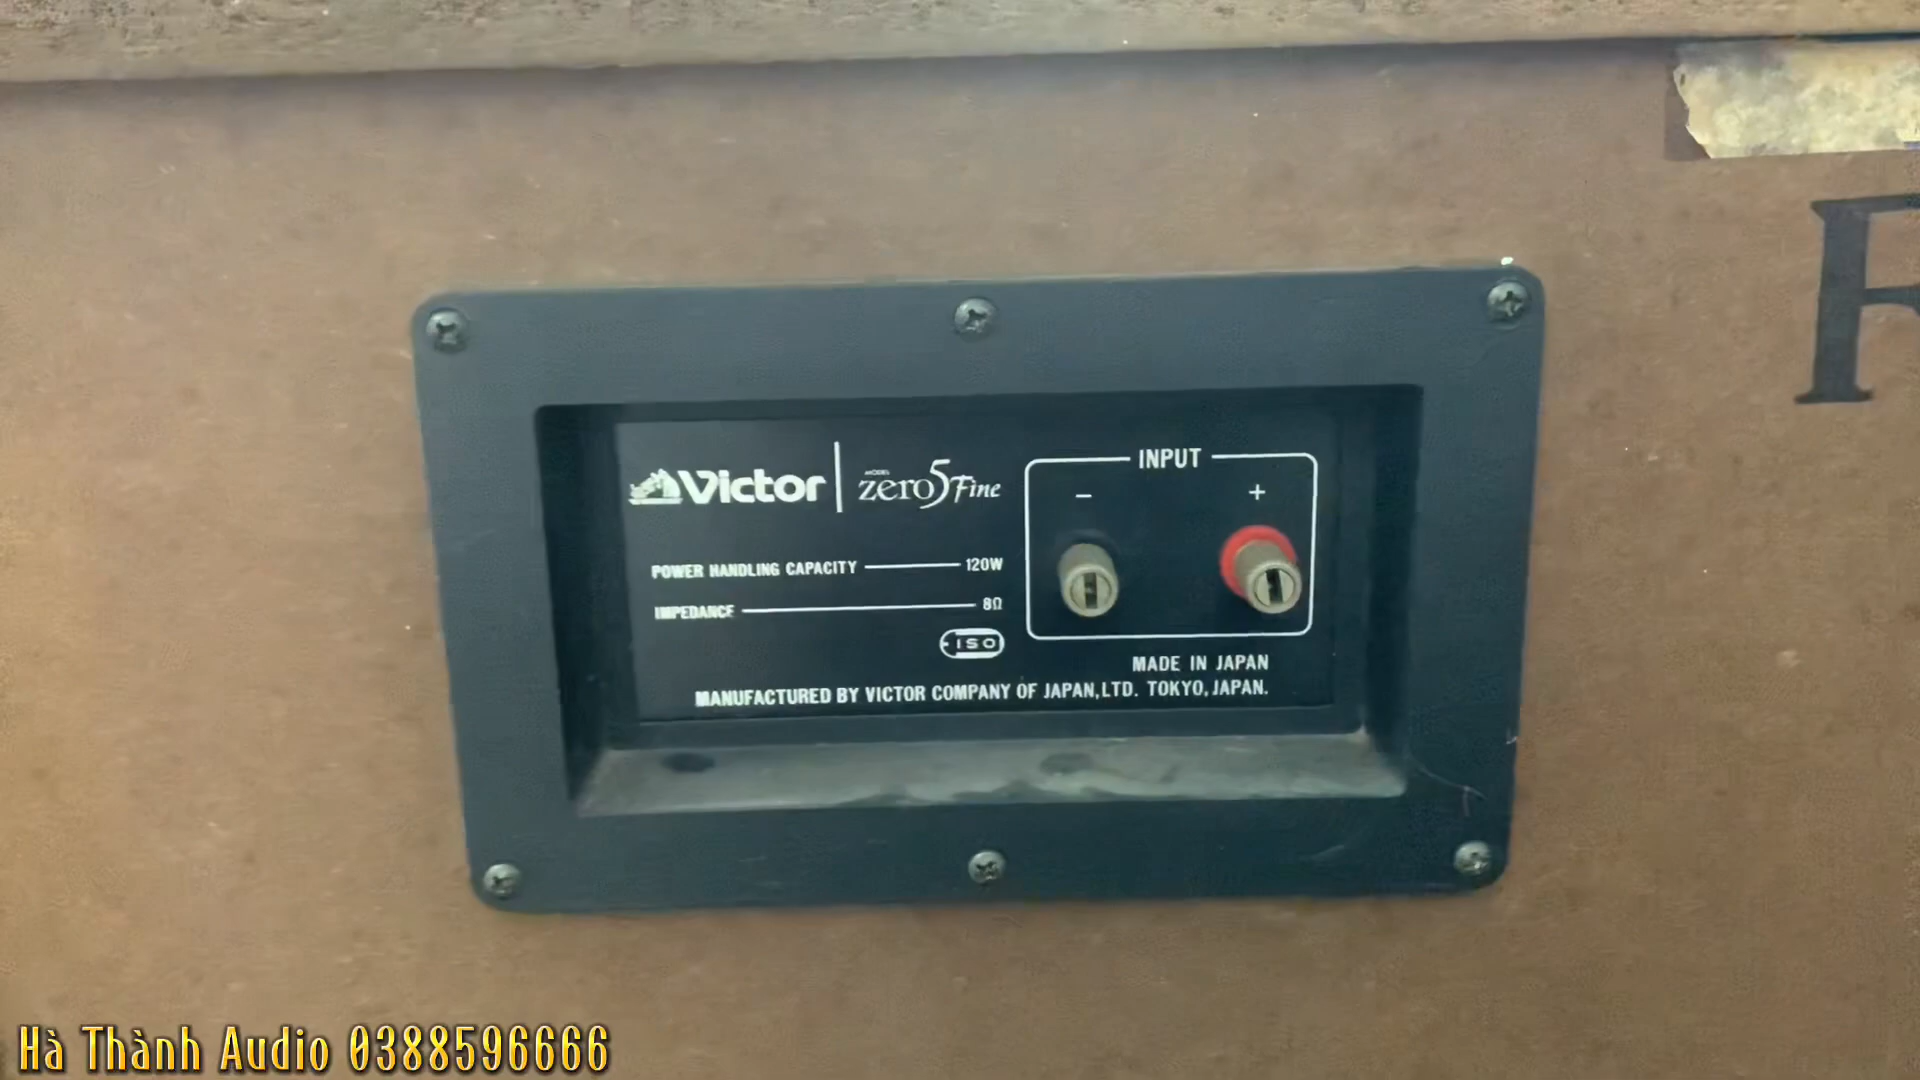 R
Victor
MODEL
zero5Fine
POWER HANDLING CAPACITY 120W
IMPEDANCE 8Ω
ISO
INPUT
- +
MADE IN JAPAN
MANUFACTURED BY VICTOR COMPANY OF JAPAN,LTD. TOKYO, JAPAN.
Hà Thành Audio 0388596666